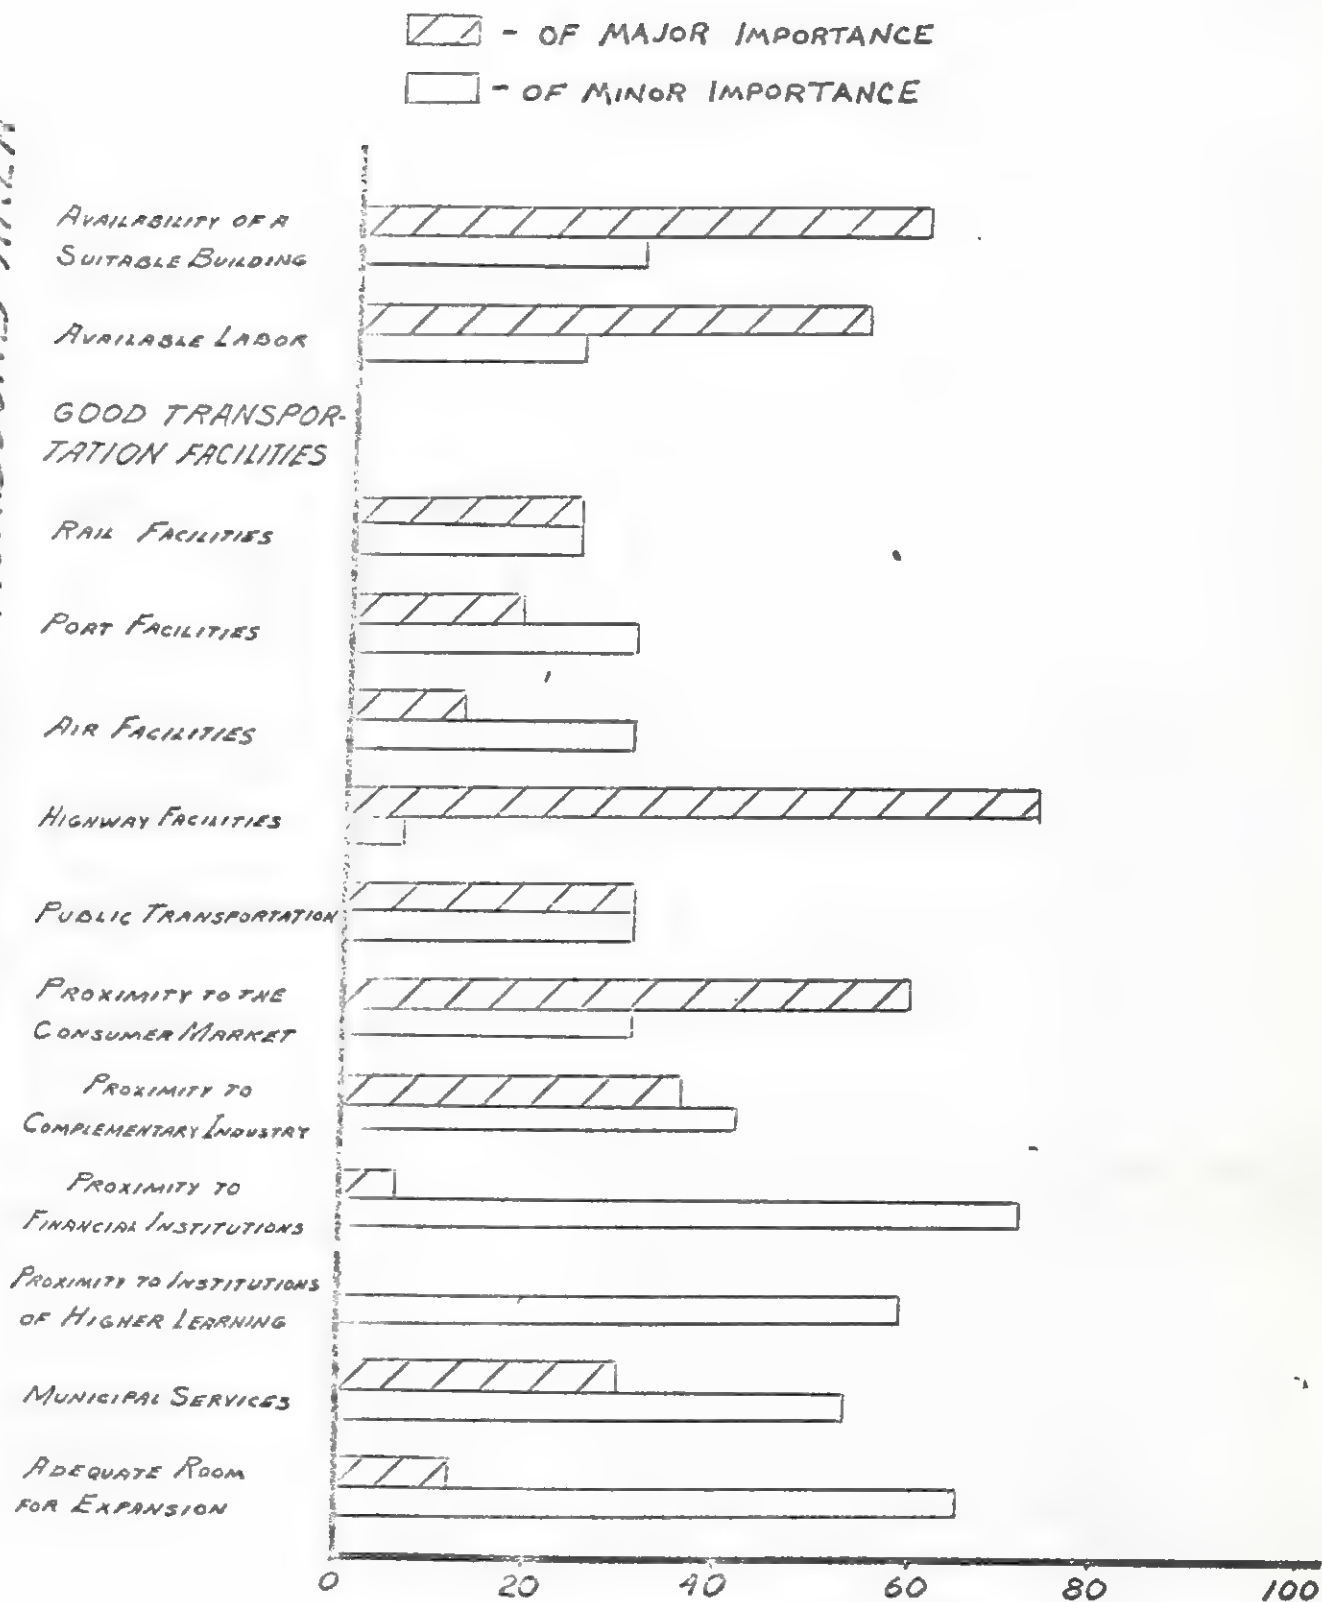 - OF MAJOR IMPORTANCE
- OF MINOR IMPORTANCE
AVAILABILITY OF A
SUITABLE BUILDING
AVAILABLE LABOR
GOOD TRANSPOR-
TATION FACILITIES
RAIL FACILITIES
PORT FACILITIES
AIR FACILITIES
HIGHWAY FACILITIES
PUBLIC TRANSPORTATION
PROXIMITY TO THE
CONSUMER MARKET
PROXIMITY TO
COMPLEMENTARY INDUSTRY
PROXIMITY TO
FINANCIAL INSTITUTIONS
PROXIMITY TO INSTITUTIONS
OF HIGHER LEARNING
MUNICIPAL SERVICES
ADEQUATE ROOM
FOR EXPANSION
0 20 40 60 80 100